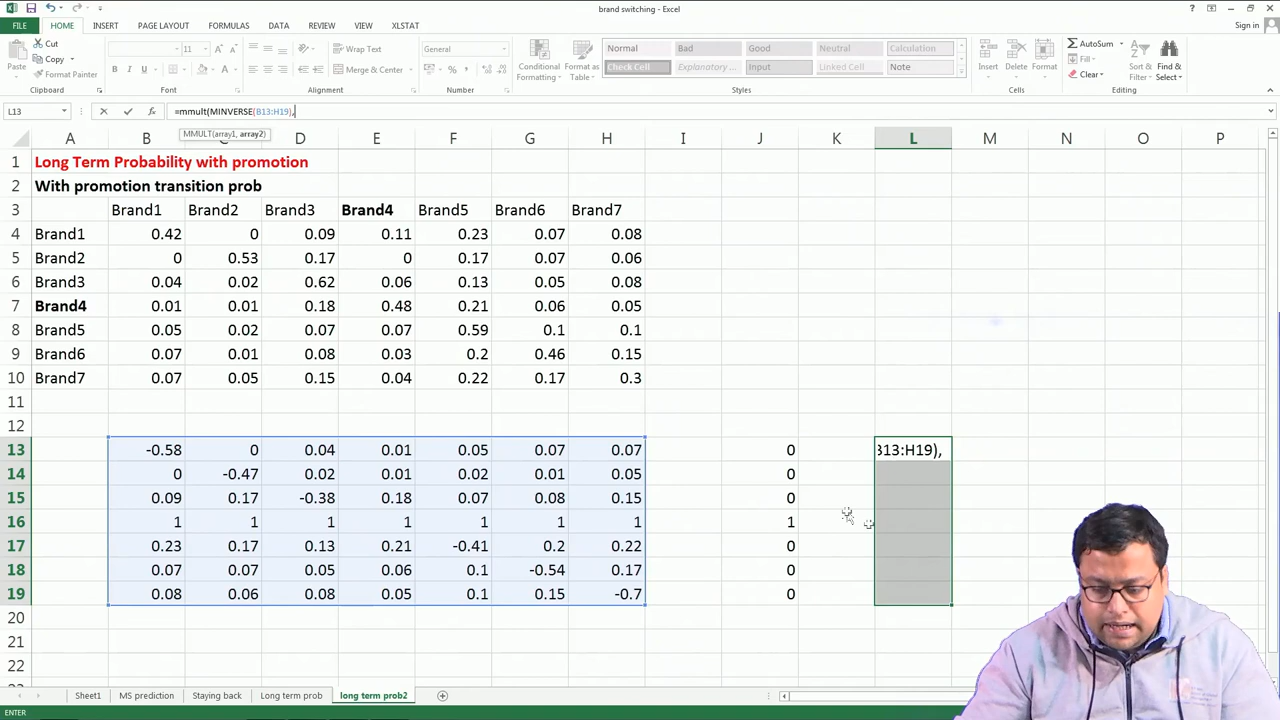 brand switching - Excel
FILE HOME INSERT PAGE LAYOUT FORMULAS DATA REVIEW VIEW XLSTAT Sign in
Cut
Copy
Format Painter
Paste
Clipboard
11
Font
Wrap Text
Merge & Center
Alignment
General
Number
Conditional Formatting
Format as Table
Normal Bad Good Neutral Calculation
Check Cell Explanatory ... Input Linked Cell Note
Styles
Insert Delete Format
Cells
AutoSum
Fill
Clear
Sort & Filter
Find & Select
Editing
L13 =mmult(MINVERSE(B13:H19),
MMULT(array1, array2)
A B C D E F G H I J K L M N O P
1 Long Term Probability with promotion
2 With promotion transition prob
3 Brand1 Brand2 Brand3 Brand4 Brand5 Brand6 Brand7
4 Brand1 0.42 0 0.09 0.11 0.23 0.07 0.08
5 Brand2 0 0.53 0.17 0 0.17 0.07 0.06
6 Brand3 0.04 0.02 0.62 0.06 0.13 0.05 0.08
7 Brand4 0.01 0.01 0.18 0.48 0.21 0.06 0.05
8 Brand5 0.05 0.02 0.07 0.07 0.59 0.1 0.1
9 Brand6 0.07 0.01 0.08 0.03 0.2 0.46 0.15
10 Brand7 0.07 0.05 0.15 0.04 0.22 0.17 0.3
11
12
13 -0.58 0 0.04 0.01 0.05 0.07 0.07 0 B13:H19),
14 0 -0.47 0.02 0.01 0.02 0.01 0.05 0
15 0.09 0.17 -0.38 0.18 0.07 0.08 0.15 0
16 1 1 1 1 1 1 1 1
17 0.23 0.17 0.13 0.21 -0.41 0.2 0.22 0
18 0.07 0.07 0.05 0.06 0.1 -0.54 0.17 0
19 0.08 0.06 0.08 0.05 0.1 0.15 -0.7 0
20
21
22
Sheet1 MS prediction Staying back Long term prob long term prob2
ENTER